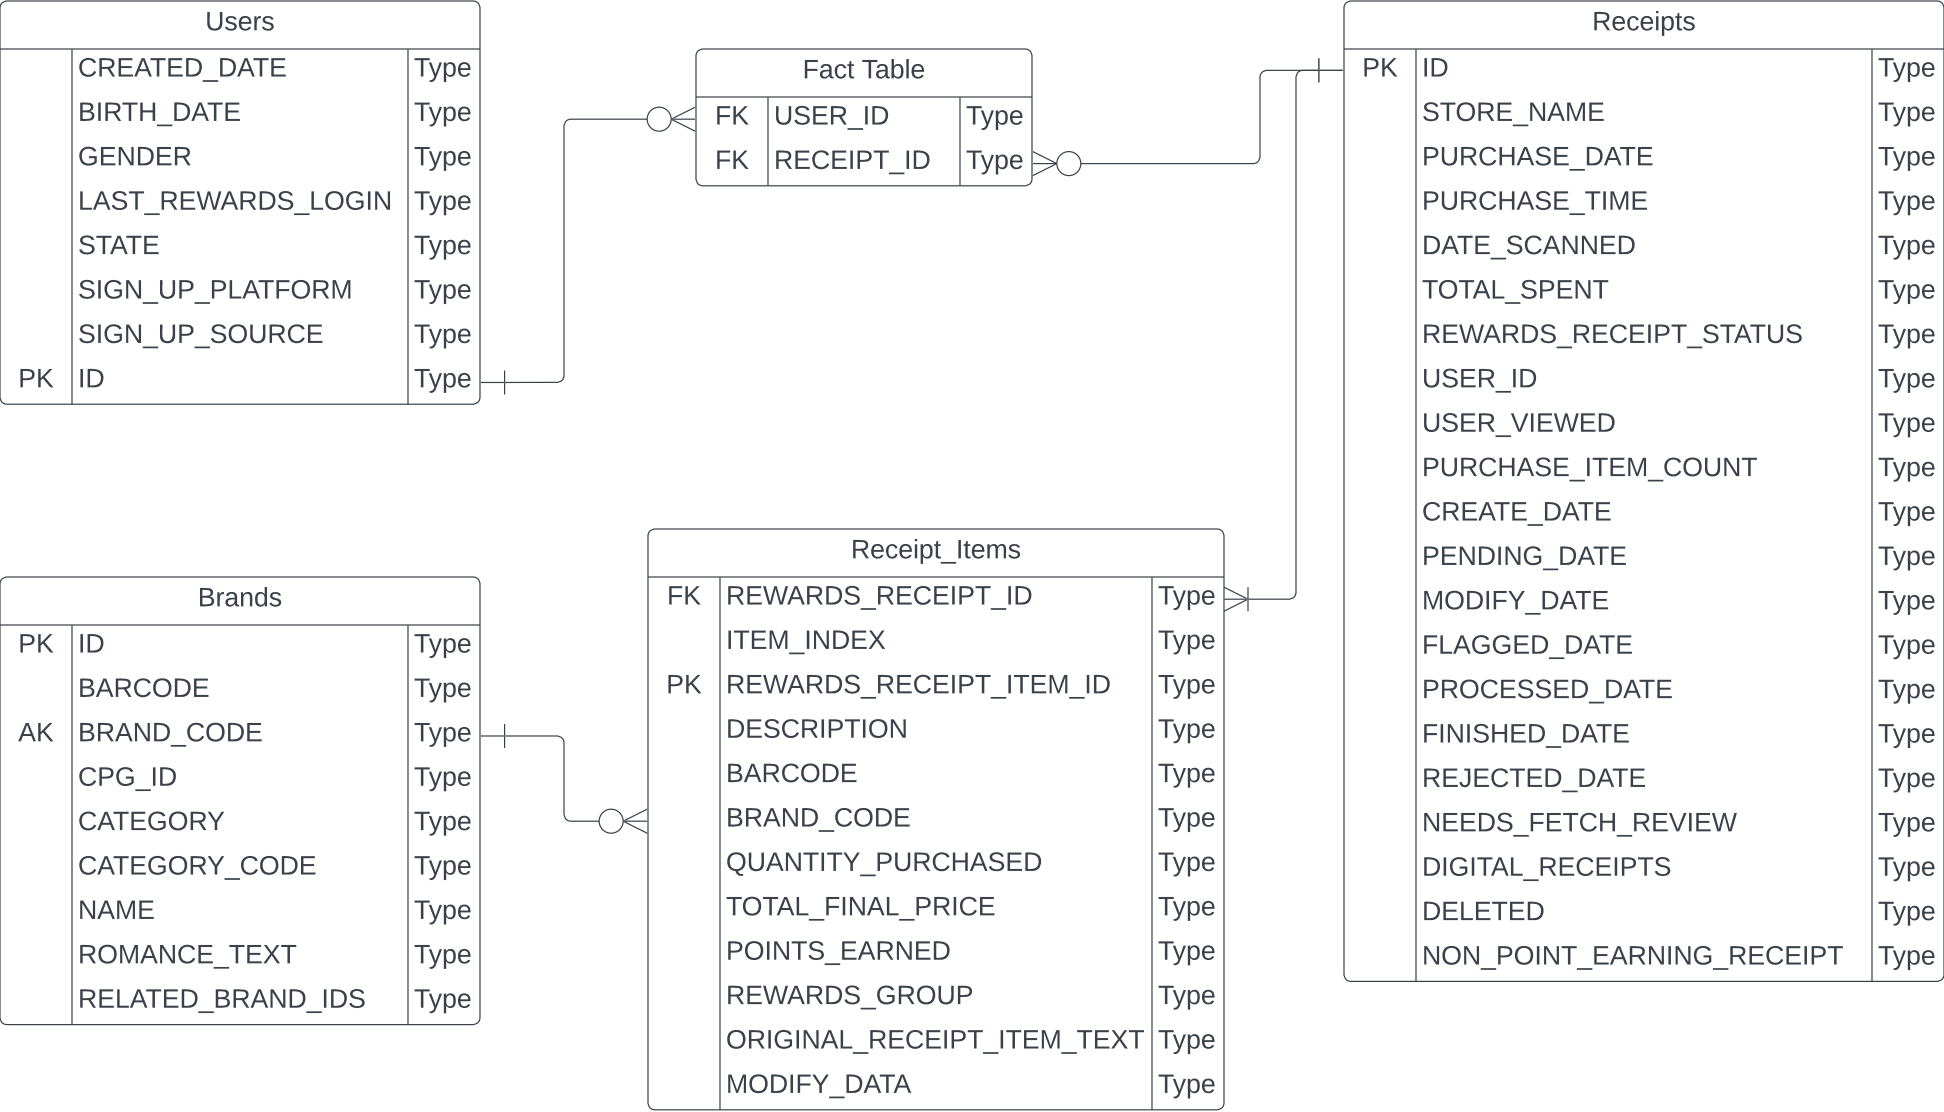 Users
CREATED_DATE Type
BIRTH_DATE Type
GENDER Type
LAST_REWARDS_LOGIN Type
STATE Type
SIGN_UP_PLATFORM Type
SIGN_UP_SOURCE Type
PK ID Type
Fact Table
FK USER_ID Type
FK RECEIPT_ID Type
Receipts
PK ID Type
STORE_NAME Type
PURCHASE_DATE Type
PURCHASE_TIME Type
DATE_SCANNED Type
TOTAL_SPENT Type
REWARDS_RECEIPT_STATUS Type
USER_ID Type
USER_VIEWED Type
PURCHASE_ITEM_COUNT Type
CREATE_DATE Type
PENDING_DATE Type
MODIFY_DATE Type
FLAGGED_DATE Type
PROCESSED_DATE Type
FINISHED_DATE Type
REJECTED_DATE Type
NEEDS_FETCH_REVIEW Type
DIGITAL_RECEIPTS Type
DELETED Type
NON_POINT_EARNING_RECEIPT Type
Brands
PK ID Type
BARCODE Type
AK BRAND_CODE Type
CPG_ID Type
CATEGORY Type
CATEGORY_CODE Type
NAME Type
ROMANCE_TEXT Type
RELATED_BRAND_IDS Type
Receipt_Items
FK REWARDS_RECEIPT_ID Type
ITEM_INDEX Type
PK REWARDS_RECEIPT_ITEM_ID Type
DESCRIPTION Type
BARCODE Type
BRAND_CODE Type
QUANTITY_PURCHASED Type
TOTAL_FINAL_PRICE Type
POINTS_EARNED Type
REWARDS_GROUP Type
ORIGINAL_RECEIPT_ITEM_TEXT Type
MODIFY_DATA Type